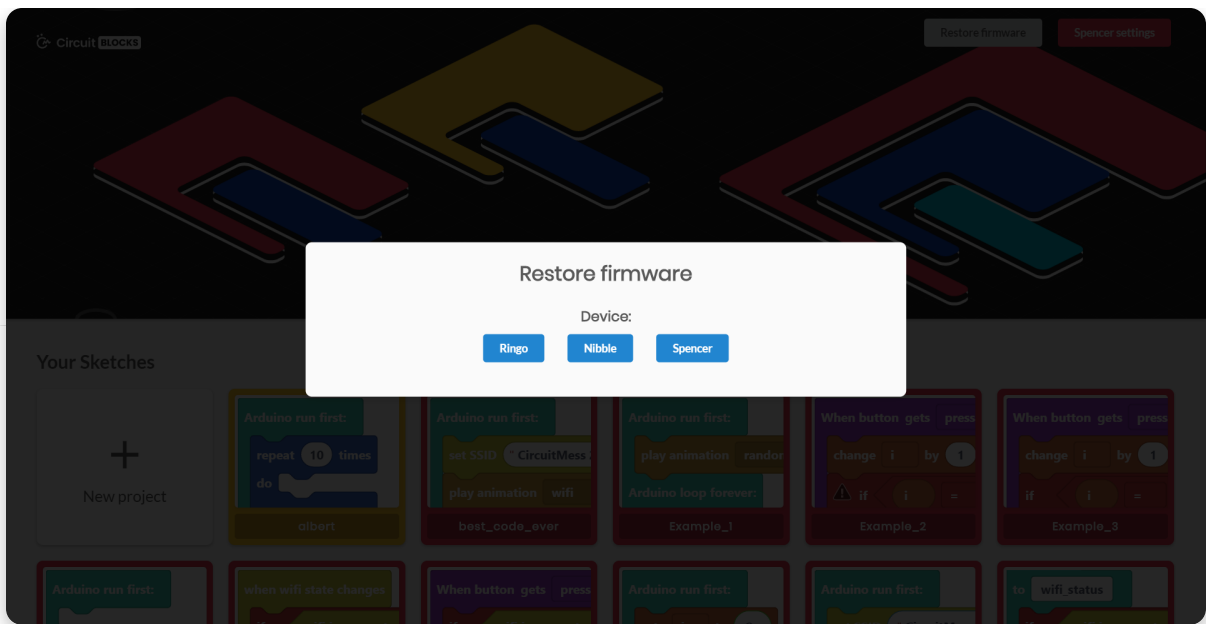 Circuit BLOCKS
Restore firmware
Spencer settings
Restore firmware
Device:
Ringo
Nibble
Spencer
Your Sketches
New project
Arduino run first:
repeat 10 times
do
albert
Arduino run first:
set SSID "CircuitMess
play animation wifi
best_code_ever
Arduino run first:
play animation random
Arduino loop forever:
Example_1
When button gets press
change i by 1
if i =
Example_2
When button gets press
change i by 1
if i =
Example_3
Arduino run first:
when wifi state changes
When button gets press
Arduino run first:
Arduino run first:
to wifi_status